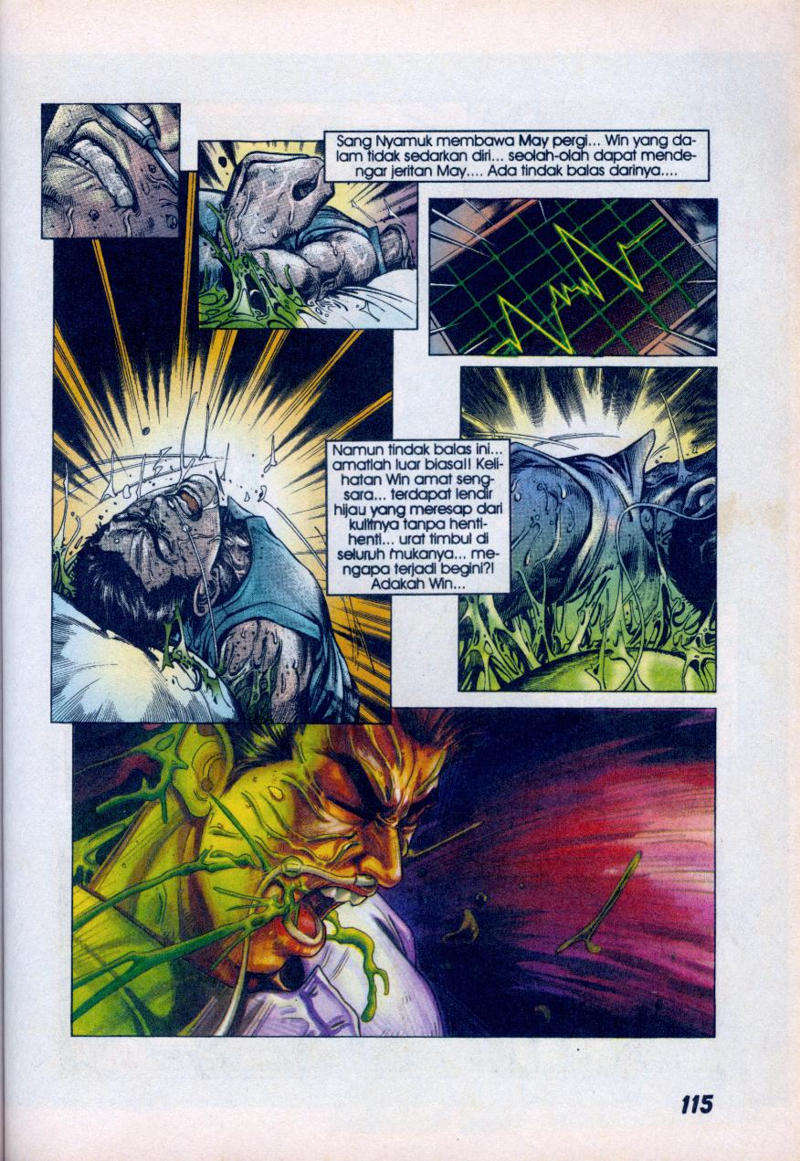 Sang Nyamuk membawa May pergi... Win yang da-
lam tidak sedarkan diri... seolah-olah dapat mende-
ngar jeritan May.... Ada tindak balas darinya....
Namun tindak balas ini...
amatlah luar biasa!! Keli-
hatan Win amat seng-
sara... terdapat lendir
hijau yang meresap dari
kulitnya tanpa henti-
henti... urat timbul di
seluruh mukanya... me-
ngapa terjadi begini?!
Adakah Win...
115